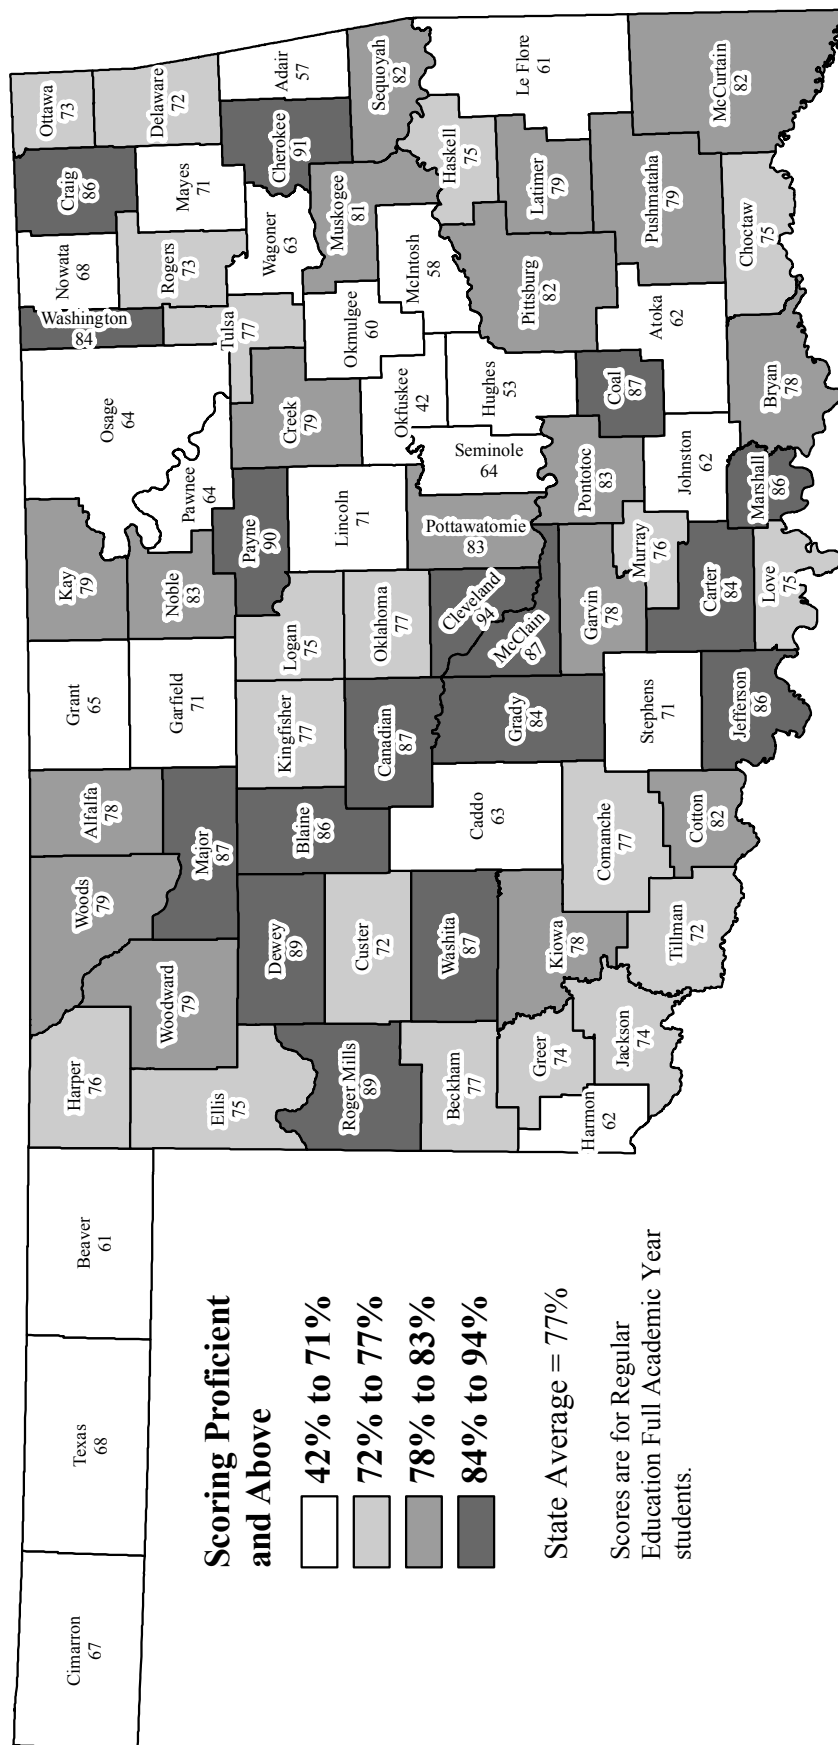 Cimarron
67
Texas
68
Beaver
61
Harper
76
Woods
79
Alfalfa
78
Grant
65
Kay
79
Osage
64
Washington
84
Nowata
68
Craig
86
Ottawa
73
Ellis
75
Woodward
79
Major
87
Garfield
71
Noble
83
Pawnee
64
Tulsa
77
Rogers
73
Mayes
71
Delaware
72
Roger Mills
89
Dewey
89
Blaine
86
Kingfisher
77
Logan
75
Payne
90
Creek
79
Wagoner
63
Cherokee
91
Adair
57
Custer
72
Canadian
87
Oklahoma
77
Lincoln
71
Okfuskee
42
Okmulgee
60
Muskogee
81
Sequoyah
82
Beckham
77
Washita
87
Caddo
63
Grady
84
McClain
87
Cleveland
94
Pottawatomie
83
Seminole
64
Hughes
53
McIntosh
58
Haskell
75
Le Flore
61
Harmon
62
Greer
74
Jackson
74
Kiowa
78
Tillman
72
Comanche
77
Cotton
82
Stephens
71
Jefferson
86
Garvin
78
Murray
76
Carter
84
Love
75
Pontotoc
83
Johnston
62
Marshall
86
Coal
87
Atoka
62
Bryan
78
Pittsburg
82
Latimer
79
Pushmataha
79
Choctaw
75
McCurtain
82
Scoring Proficient
and Above
42% to 71%
72% to 77%
78% to 83%
84% to 94%
State Average = 77%
Scores are for Regular
Education Full Academic Year
students.